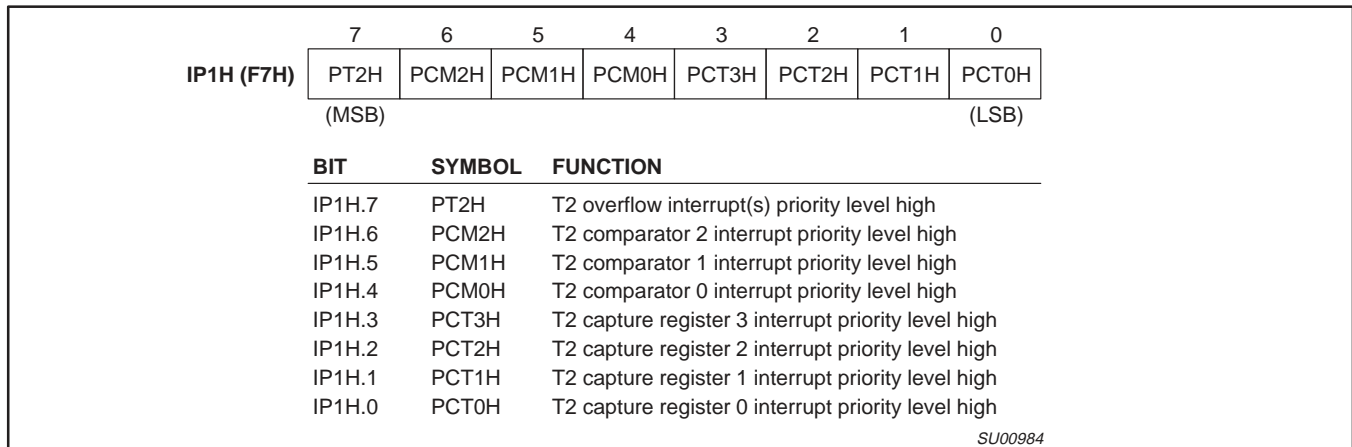 7 6 5 4 3 2 1 0
IP1H (F7H) PT2H PCM2H PCM1H PCM0H PCT3H PCT2H PCT1H PCT0H
(MSB) (LSB)
BIT SYMBOL FUNCTION
IP1H.7 PT2H T2 overflow interrupt(s) priority level high
IP1H.6 PCM2H T2 comparator 2 interrupt priority level high
IP1H.5 PCM1H T2 comparator 1 interrupt priority level high
IP1H.4 PCM0H T2 comparator 0 interrupt priority level high
IP1H.3 PCT3H T2 capture register 3 interrupt priority level high
IP1H.2 PCT2H T2 capture register 2 interrupt priority level high
IP1H.1 PCT1H T2 capture register 1 interrupt priority level high
IP1H.0 PCT0H T2 capture register 0 interrupt priority level high
SU00984